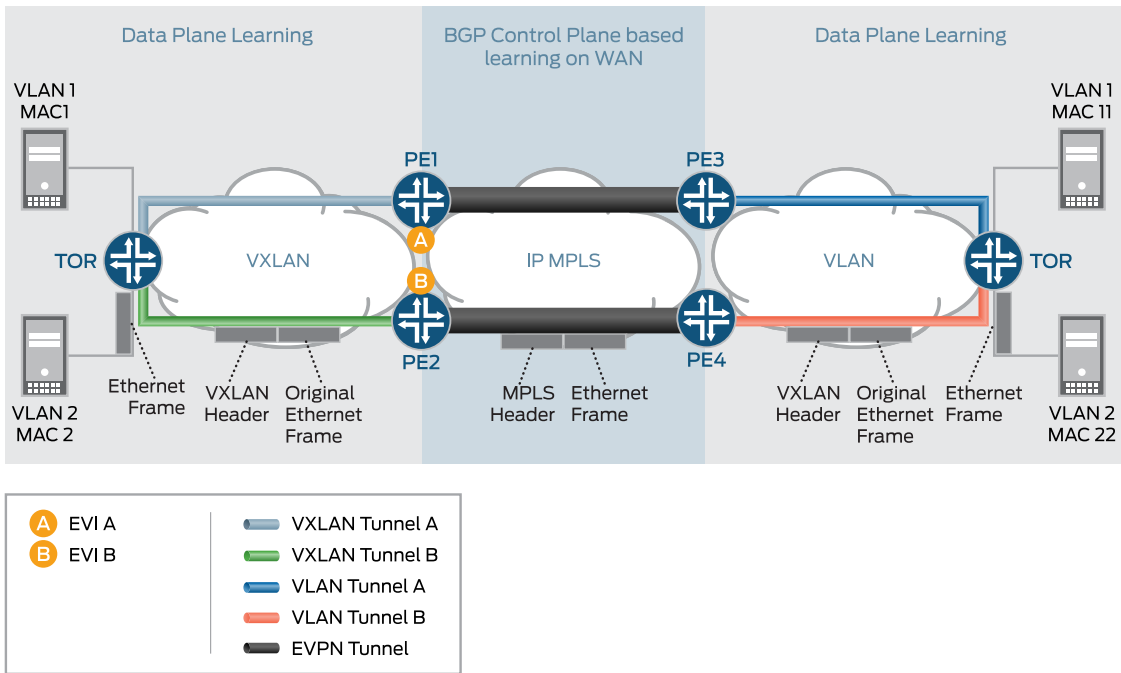 Data Plane Learning
BGP Control Plane based
learning on WAN
Data Plane Learning
VLAN 1
MAC1
VLAN 1
MAC 11
PE1
PE3
A
TOR
VXLAN
IP MPLS
VLAN
TOR
B
PE2
PE4
Ethernet
Frame
VXLAN
Header
Original
Ethernet
Frame
MPLS
Header
Ethernet
Frame
VXLAN
Header
Original
Ethernet
Frame
Ethernet
Frame
VLAN 2
MAC 2
VLAN 2
MAC 22
A EVI A
B EVI B
VXLAN Tunnel A
VXLAN Tunnel B
VLAN Tunnel A
VLAN Tunnel B
EVPN Tunnel